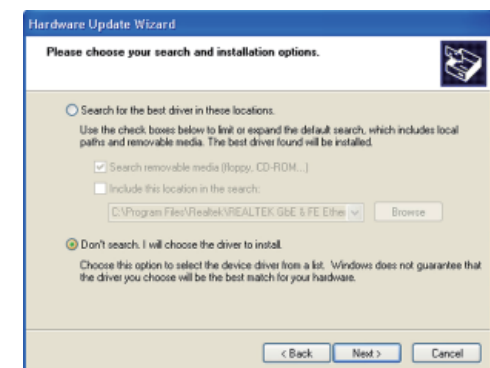 Hardware Update Wizard
Please choose your search and installation options.
Search for the best driver in these locations.
Use the check boxes below to limit or expand the default search, which includes local
paths and removable media. The best driver found will be installed.
Search removable media (floppy, CD-ROM...)
Include this location in the search:
C:\Program Files\Realtek\REALTEK GbE & FE Ether
Browse
Don't search. I will choose the driver to install.
Choose this option to select the device driver from a list. Windows does not guarantee that
the driver you choose will be the best match for your hardware.
< Back Next > Cancel